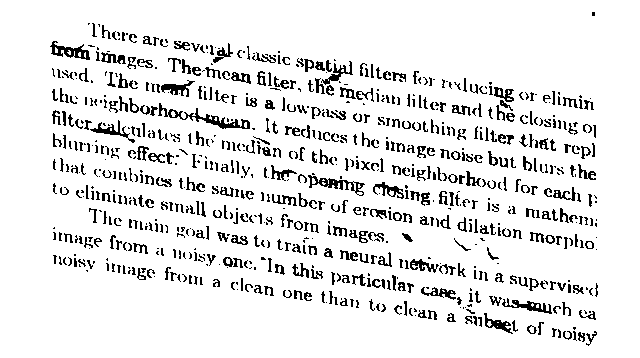 There are several classic spatial filters for reducing or elimin
from images. The mean filter, the median filter and the closing op
used. The mean filter is a lowpass or smoothing filter that repl
the neighborhood mean. It reduces the image noise but blurs the
filter calculates the median of the pixel neighborhood for each p
blurring effect. Finally, the opening closing filter is a mathema
that combines the same number of erosion and dilation morpho
to eliminate small objects from images.
The main goal was to train a neural network in a supervised
image from a noisy one. In this particular case, it was much ea
noisy image from a clean one than to clean a subset of noisy